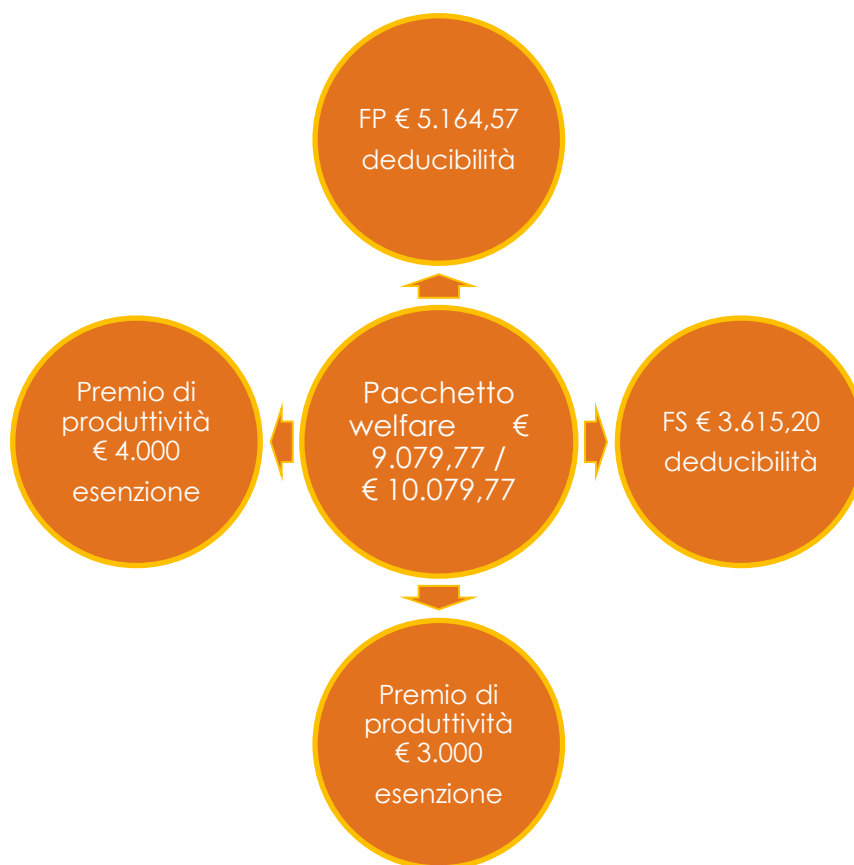 FP € 5.164,57
deducibilità
Premio di
produttività
€ 4.000
esenzione
Pacchetto
welfare €
9.079,77 /
€ 10.079,77
FS € 3.615,20
deducibilità
Premio di
produttività
€ 3.000
esenzione